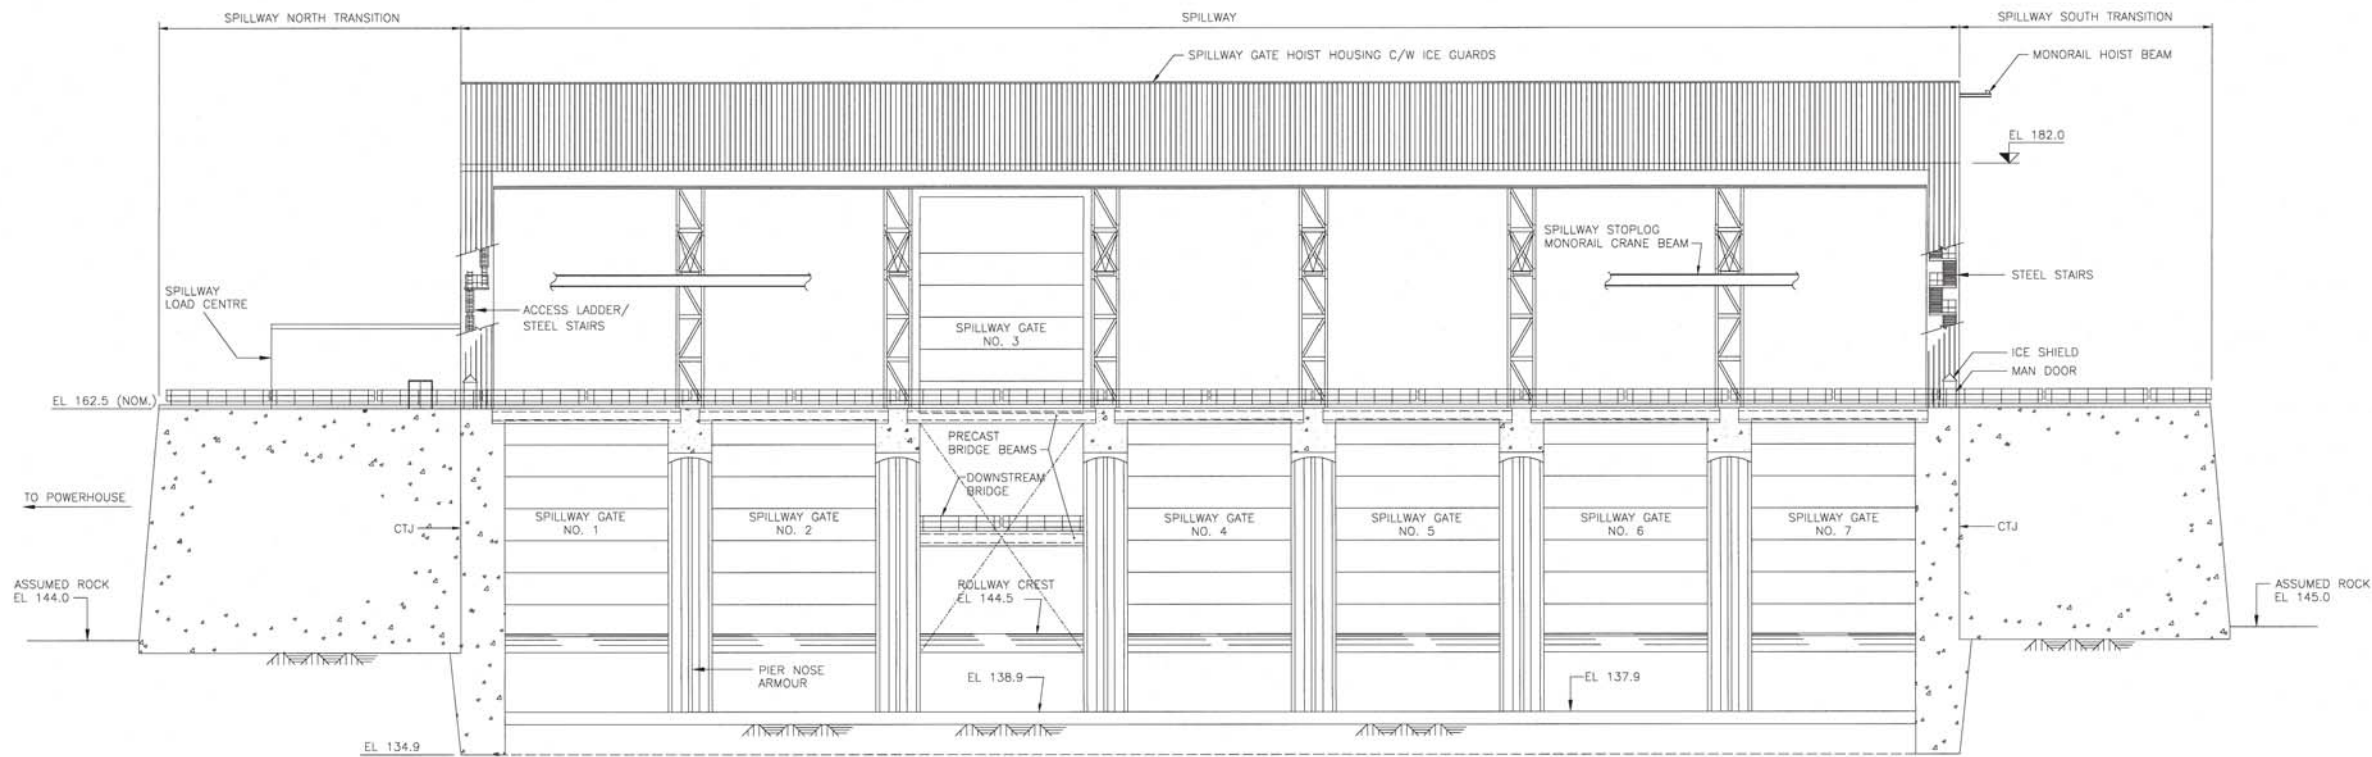 SPILLWAY NORTH TRANSITION
SPILLWAY
SPILLWAY SOUTH TRANSITION
SPILLWAY GATE HOIST HOUSING C/W ICE GUARDS
MONORAIL HOIST BEAM
EL 182.0
SPILLWAY STOPLOG
MONORAIL CRANE BEAM
STEEL STAIRS
SPILLWAY
LOAD CENTRE
ACCESS LADDER/
STEEL STAIRS
SPILLWAY GATE
NO. 3
ICE SHIELD
MAN DOOR
EL 162.5 (NOM.)
PRECAST
BRIDGE BEAMS
DOWNSTREAM
BRIDGE
TO POWERHOUSE
CTJ
SPILLWAY GATE
NO. 1
SPILLWAY GATE
NO. 2
SPILLWAY GATE
NO. 4
SPILLWAY GATE
NO. 5
SPILLWAY GATE
NO. 6
SPILLWAY GATE
NO. 7
CTJ
ASSUMED ROCK
EL 144.0
ROLLWAY CREST
EL 144.5
ASSUMED ROCK
EL 145.0
PIER NOSE
ARMOUR
EL 138.9
EL 137.9
EL 134.9